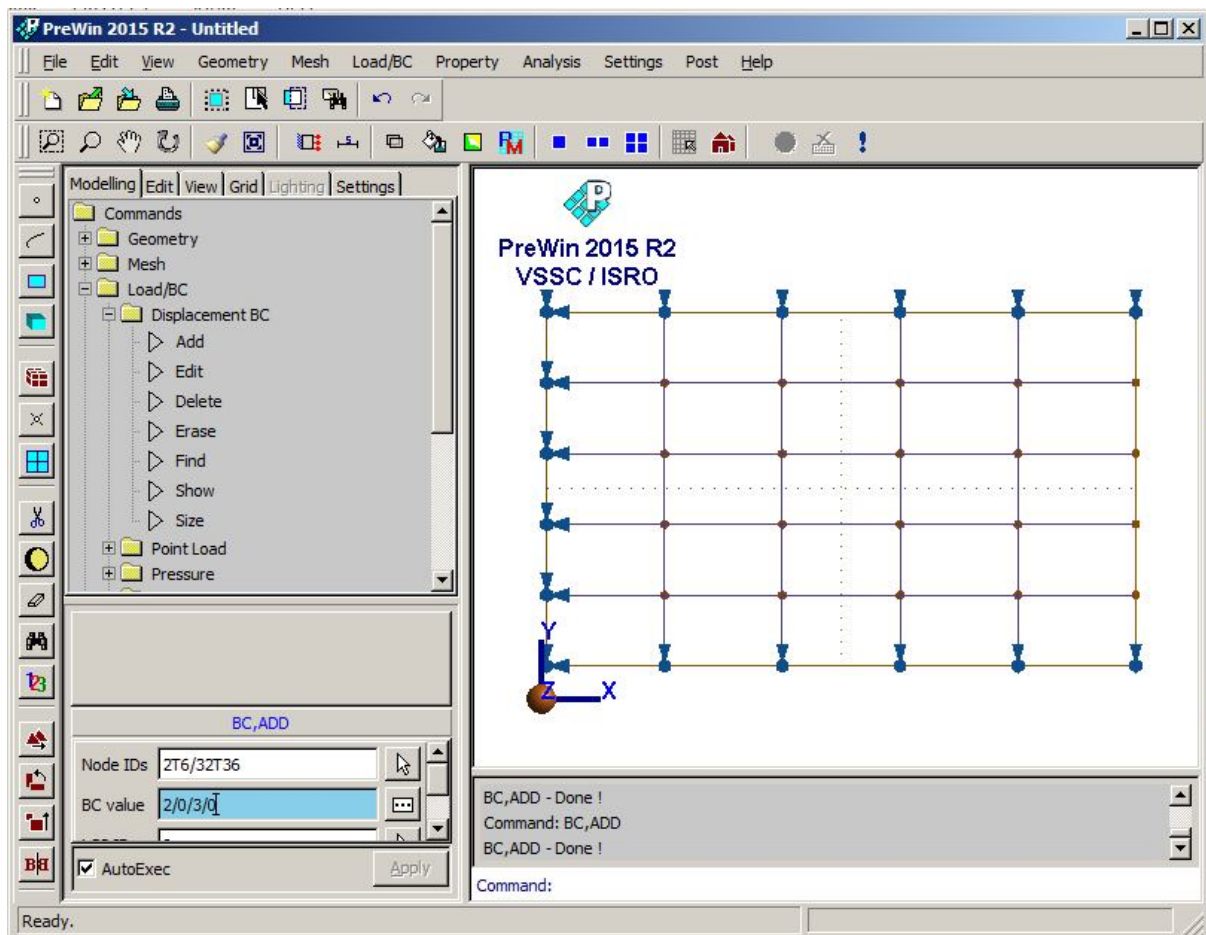 PreWin 2015 R2 - Untitled
File Edit View Geometry Mesh Load/BC Property Analysis Settings Post Help
Modelling Edit View Grid Lighting Settings
Commands
Geometry
Mesh
Load/BC
Displacement BC
Add
Edit
Delete
Erase
Find
Show
Size
Point Load
Pressure
BC,ADD
Node IDs 2T6/32T36
BC value 2/0/3/0
AutoExec Apply
PreWin 2015 R2
VSSC / ISRO
Y
Z X
BC,ADD - Done !
Command: BC,ADD
BC,ADD - Done !
Command:
Ready.